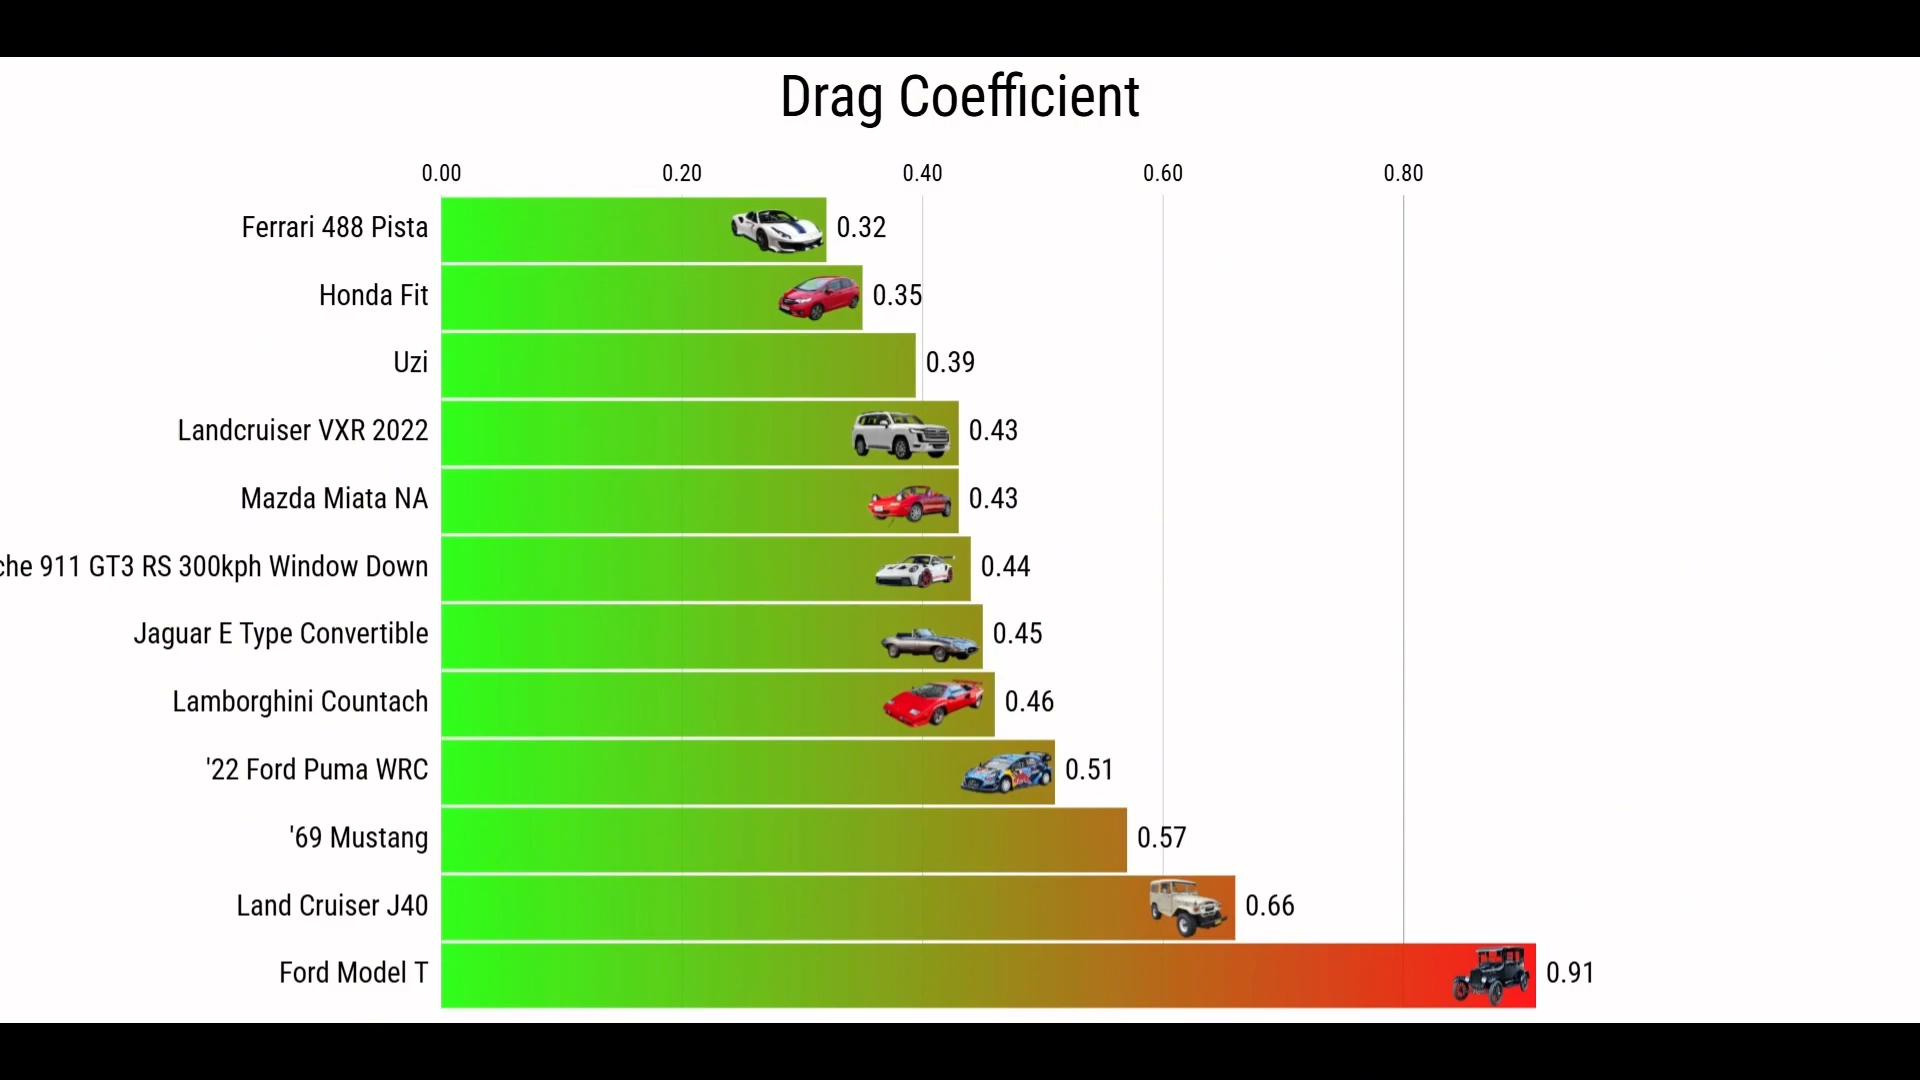 Drag Coefficient
0.00 0.20 0.40 0.60 0.80
Ferrari 488 Pista 0.32
Honda Fit 0.35
Uzi 0.39
Landcruiser VXR 2022 0.43
Mazda Miata NA 0.43
911 GT3 RS 300kph Window Down 0.44
Jaguar E Type Convertible 0.45
Lamborghini Countach 0.46
'22 Ford Puma WRC 0.51
'69 Mustang 0.57
Land Cruiser J40 0.66
Ford Model T 0.91